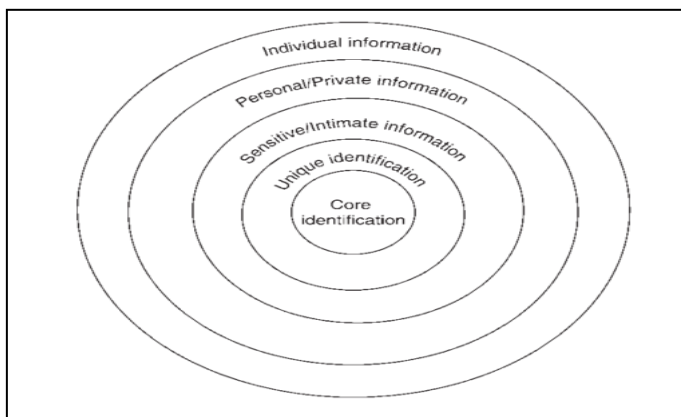 Individual information
Personal/Private information
Sensitive/Intimate information
Unique identification
Core
identification